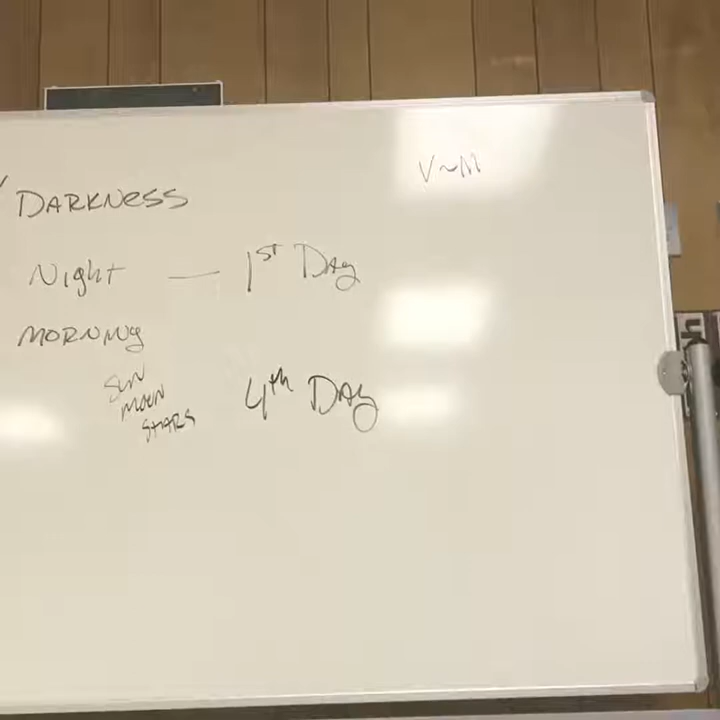 DARKNESS
Night — 1ST DAY
MORNING
SUN
MOON
STARS
4th DAY